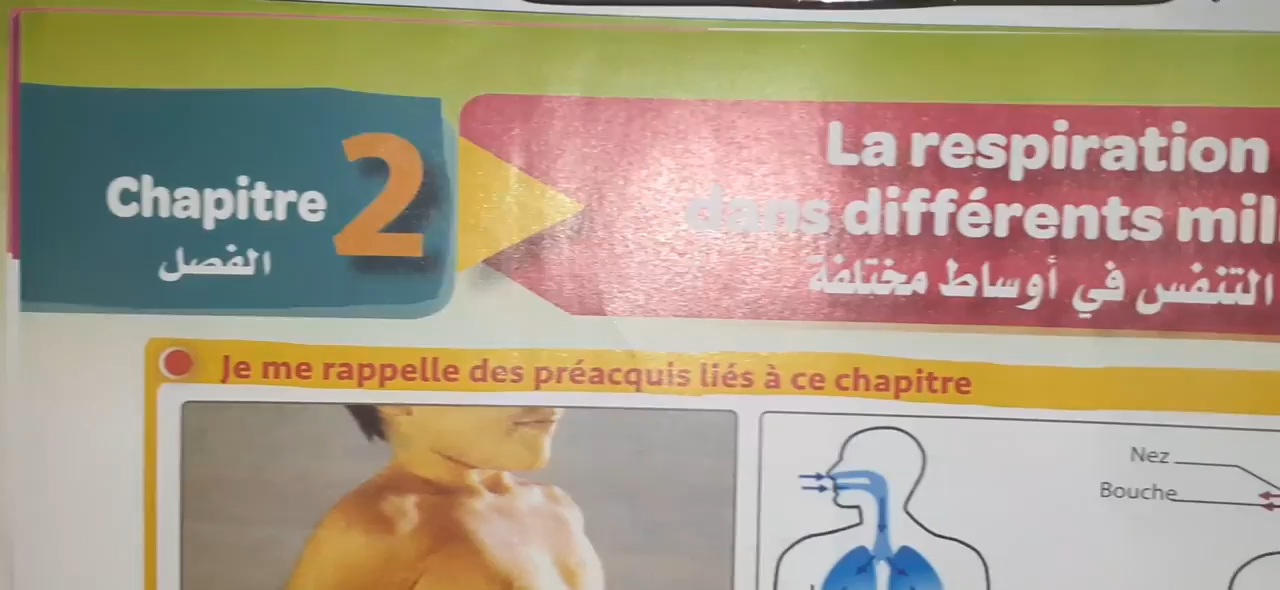 Chapitre 2
الفصل
La respiration
dans différents mil
التنفس في أوساط مختلفة
Je me rappelle des préacquis liés à ce chapitre
Nez
Bouche